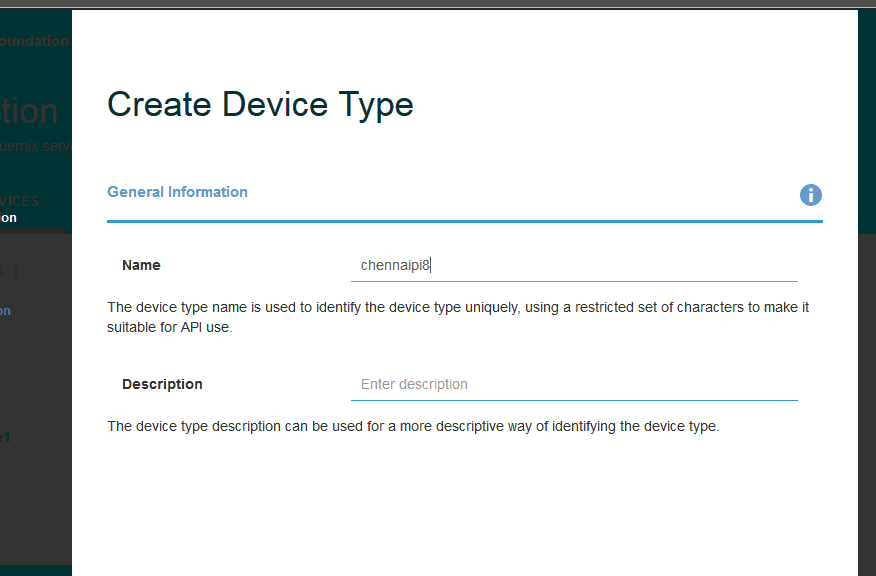 oundation
Create Device Type
tion
uemix servi
General Information
VICES
ion
Name
chennaipi8
The device type name is used to identify the device type uniquely, using a restricted set of characters to make it
suitable for API use.
on
Description
Enter description
The device type description can be used for a more descriptive way of identifying the device type.